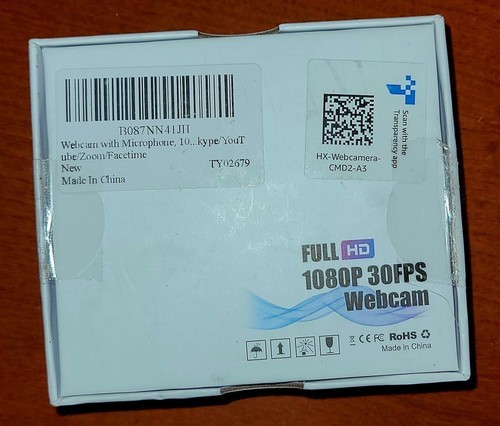 B087NN41JH
Webcam with Microphone, 10...kype/YouT
ube/Zoom/Facetime
New TY02679
Made In China
Scan with the
Transparency app
HX-Webcamera-
CMD2-A3
FULL HD
1080P 30FPS
Webcam
CE FC RoHS
Made in China